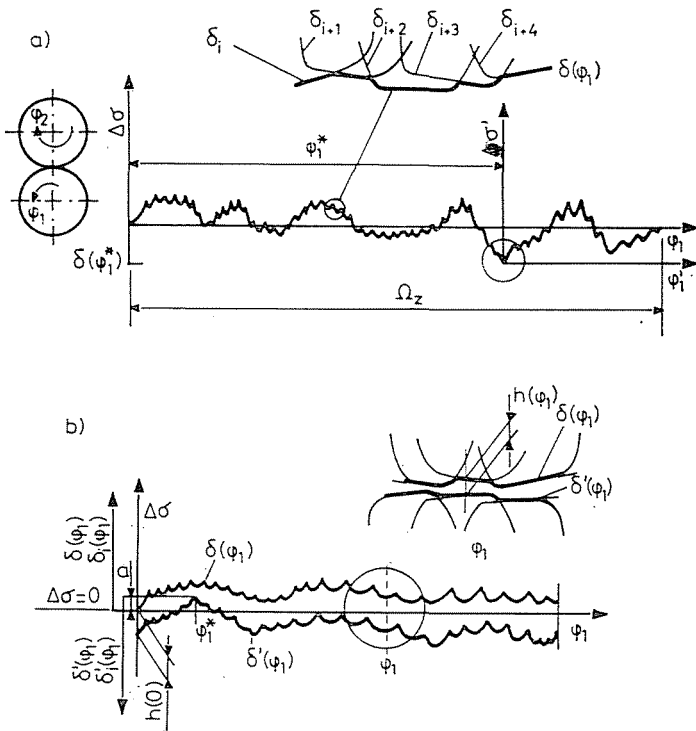 a)
δᵢ
δᵢ₊₁
δᵢ₊₂
δᵢ₊₃
δᵢ₊₄
δ(φ₁)
φ₂
φ₁
Δσ
φ₁*
φ₁
δ(φ₁*)
φ₁'
Ω_z
b)
h(φ₁)
δ(φ₁)
δ'(φ₁)
φ₁
δ(φ₁)
δᵢ(φ₁)
Δσ
a
δ(φ₁)
Δσ=0
φ₁*
δ'(φ₁)
φ₁
φ₁
δ'(φ₁)
δᵢ'(φ₁)
h(0)